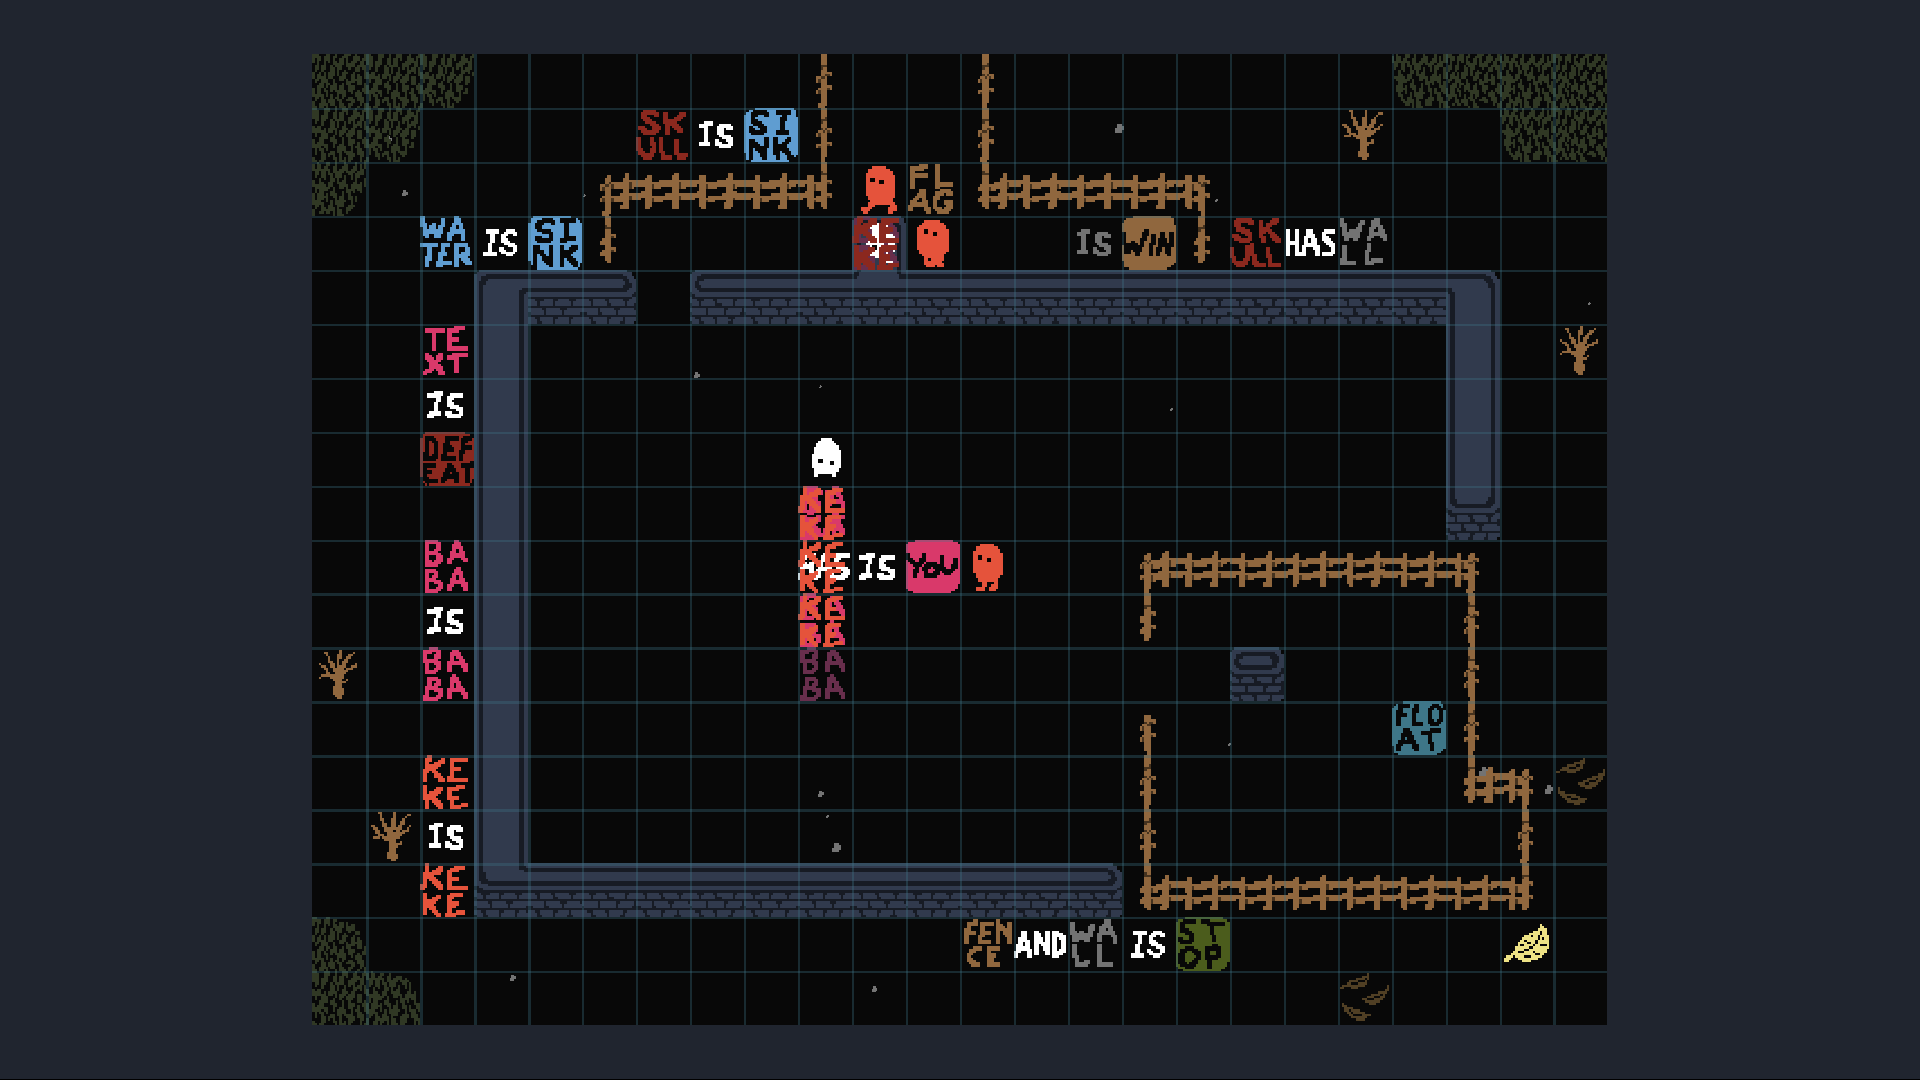 SKULL IS SINK
FLAG
WATER IS SINK
IS WIN SKULL HAS WALL
TEXT
IS
DEFEAT
BABA
IS YOU
IS
BABA BABA
FLOAT
KEKE
IS
KEKE
FENCE AND WALL IS STOP